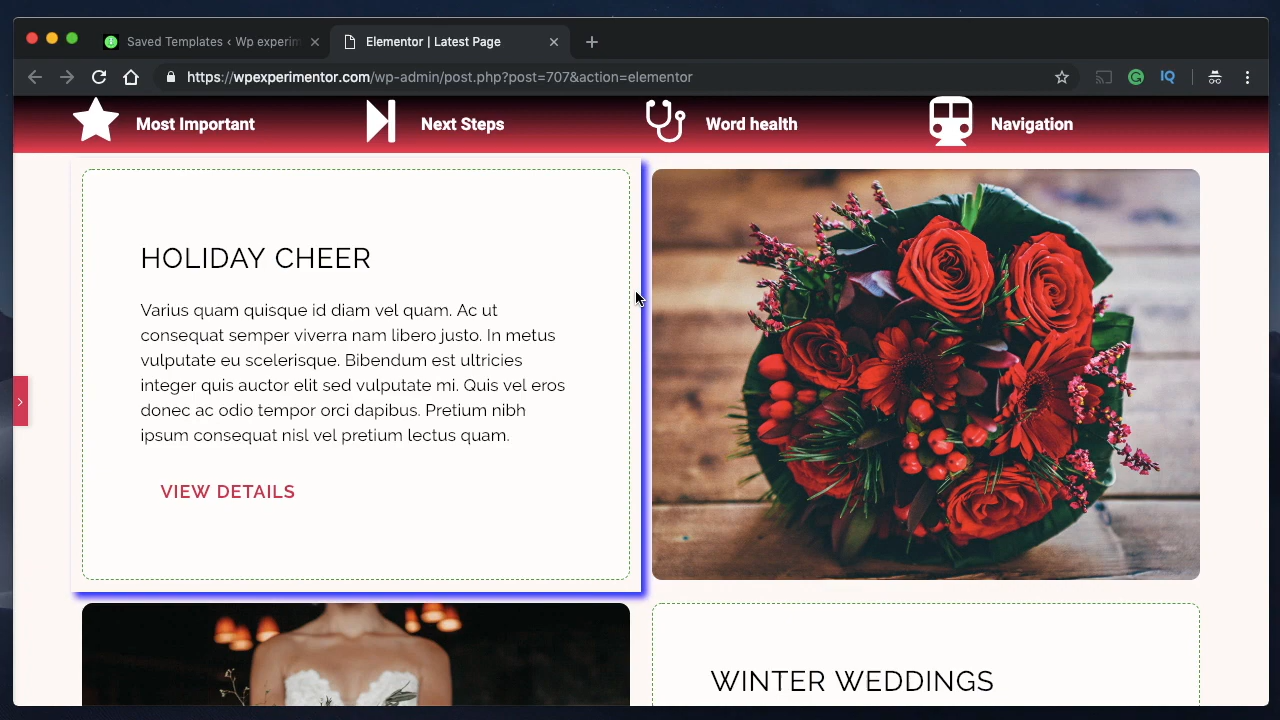 Saved Templates ‹ Wp experim
Elementor | Latest Page
https://wpexperimentor.com/wp-admin/post.php?post=707&action=elementor
IQ
Most Important
Next Steps
Word health
Navigation
HOLIDAY CHEER
Varius quam quisque id diam vel quam. Ac ut
consequat semper viverra nam libero justo. In metus
vulputate eu scelerisque. Bibendum est ultricies
integer quis auctor elit sed vulputate mi. Quis vel eros
donec ac odio tempor orci dapibus. Pretium nibh
ipsum consequat nisl vel pretium lectus quam.
VIEW DETAILS
WINTER WEDDINGS